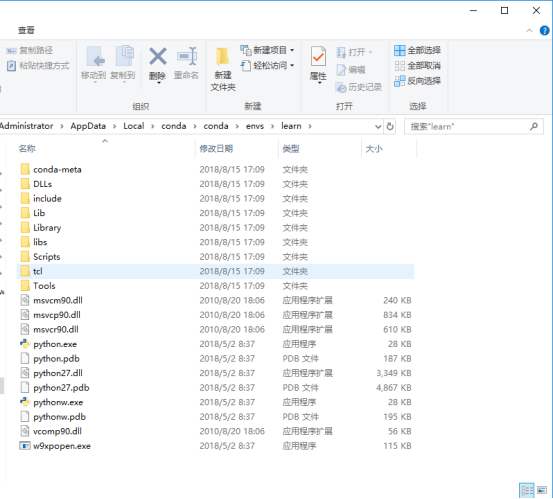 查看
复制路径
粘贴快捷方式
移动到
复制到
删除
重命名
新建
文件夹
新建项目
轻松访问
属性
打开
编辑
历史记录
全部选择
全部取消
反向选择
组织
新建
打开
选择
Administrator > AppData > Local > conda > conda > envs > learn >
搜索"learn"
名称 修改日期 类型 大小
conda-meta 2018/8/15 17:09 文件夹
DLLs 2018/8/15 17:09 文件夹
include 2018/8/15 17:09 文件夹
Lib 2018/8/15 17:09 文件夹
Library 2018/8/15 17:09 文件夹
libs 2018/8/15 17:09 文件夹
Scripts 2018/8/15 17:09 文件夹
tcl 2018/8/15 17:09 文件夹
Tools 2018/8/15 17:09 文件夹
msvcm90.dll 2010/8/20 18:06 应用程序扩展 240 KB
msvcp90.dll 2010/8/20 18:06 应用程序扩展 834 KB
msvcr90.dll 2010/8/20 18:06 应用程序扩展 610 KB
python.exe 2018/5/2 8:37 应用程序 28 KB
python.pdb 2018/5/2 8:37 PDB 文件 187 KB
python27.dll 2018/5/2 8:37 应用程序扩展 3,349 KB
python27.pdb 2018/5/2 8:37 PDB 文件 4,867 KB
pythonw.exe 2018/5/2 8:37 应用程序 28 KB
pythonw.pdb 2018/5/2 8:37 PDB 文件 195 KB
vcomp90.dll 2010/8/20 18:06 应用程序扩展 56 KB
w9xpopen.exe 2018/5/2 8:37 应用程序 115 KB